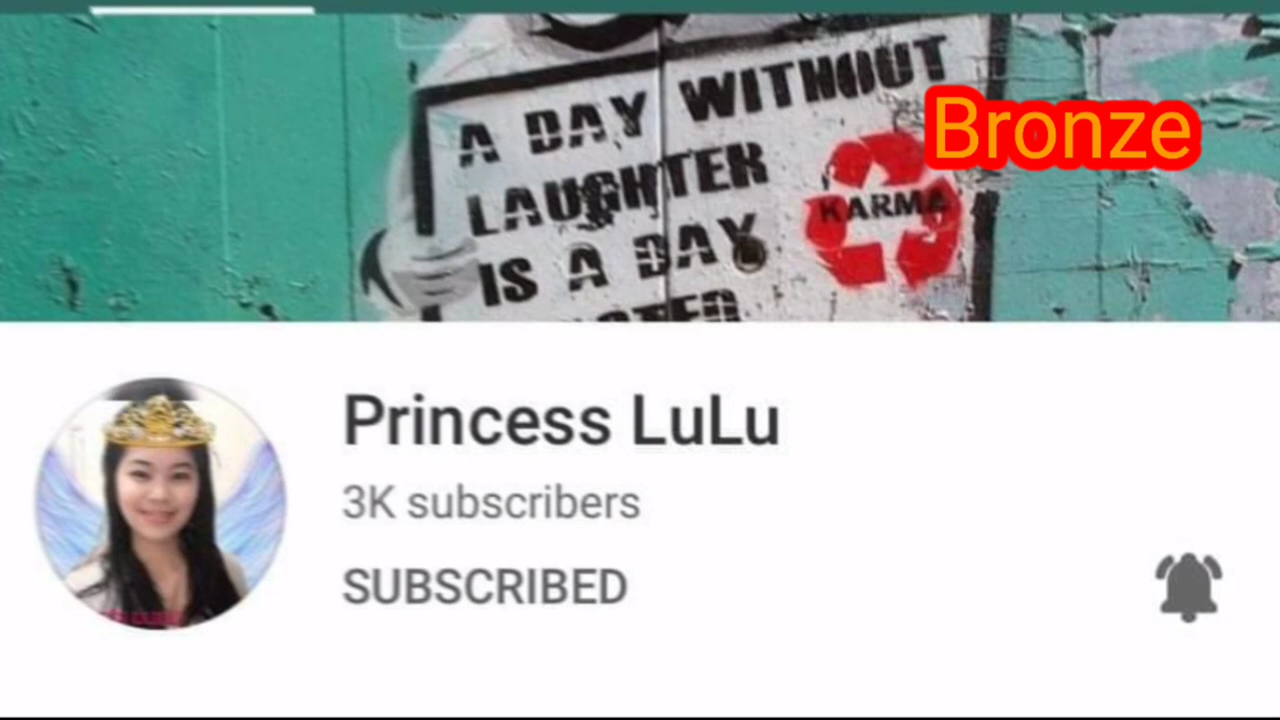 A DAY WITHOUT
LAUGHTER
IS A DAY
KARMA
Bronze
Princess LuLu
3K subscribers
SUBSCRIBED